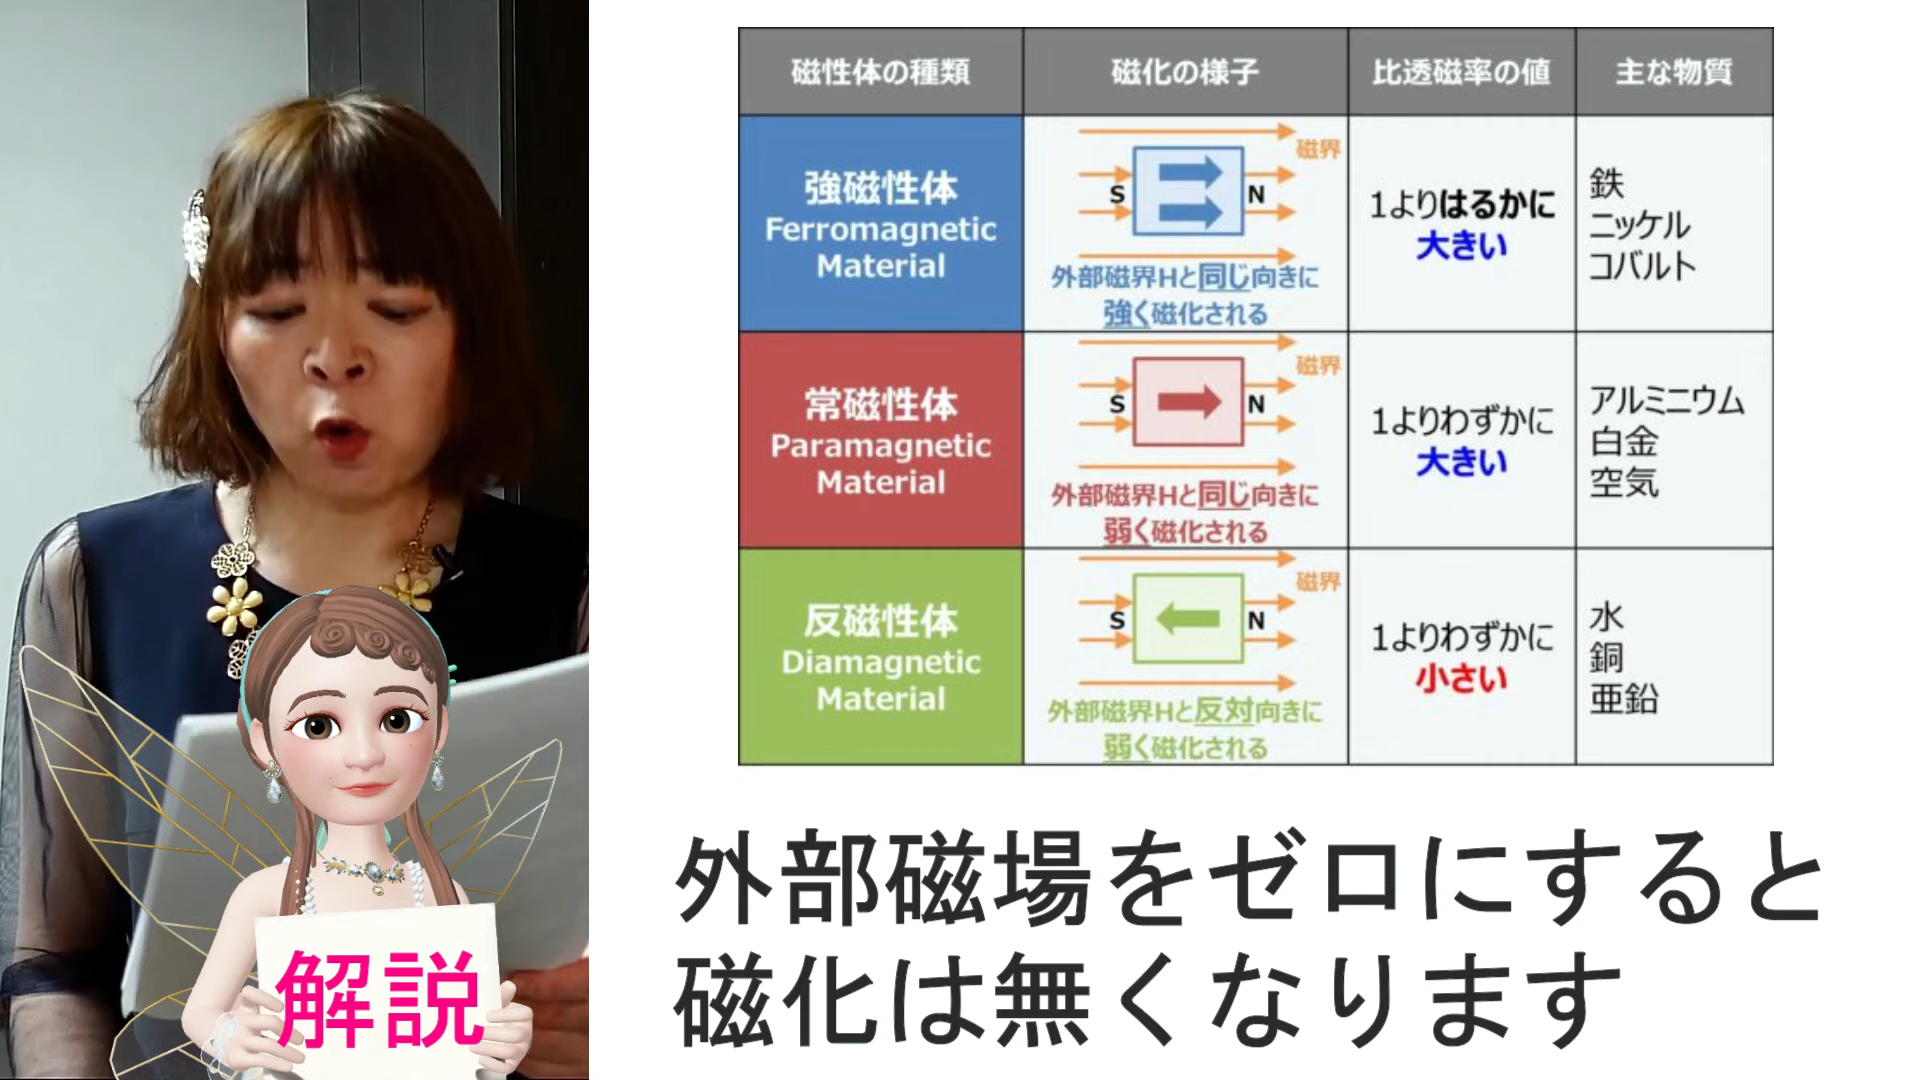 磁性体の種類
磁化の様子
比透磁率の値
主な物質
強磁性体
Ferromagnetic
Material
磁界
S
N
外部磁界Hと同じ向きに
強く磁化される
1よりはるかに
大きい
鉄
ニッケル
コバルト
常磁性体
Paramagnetic
Material
磁界
S
N
外部磁界Hと同じ向きに
弱く磁化される
1よりわずかに
大きい
アルミニウム
白金
空気
反磁性体
Diamagnetic
Material
磁界
S
N
外部磁界Hと反対向きに
弱く磁化される
1よりわずかに
小さい
水
銅
亜鉛
外部磁場をゼロにすると
磁化は無くなります
解説